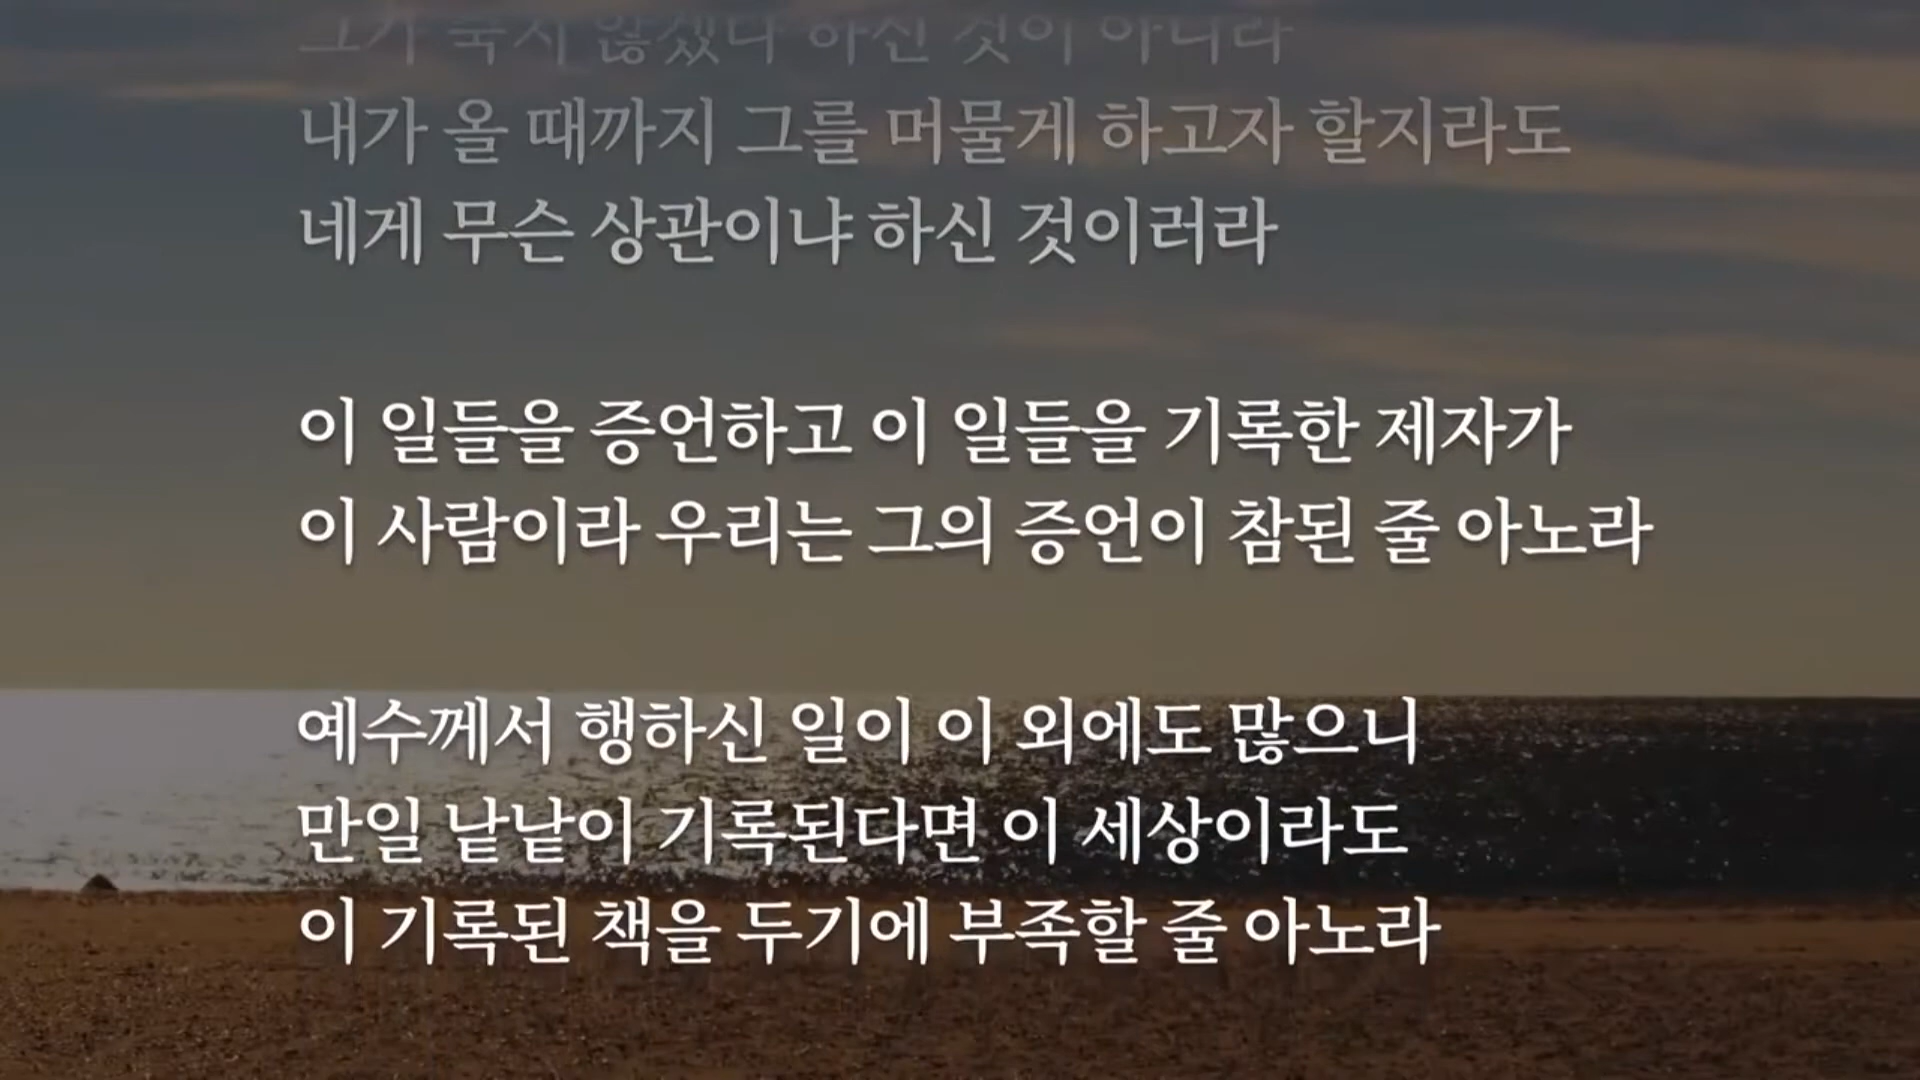 그가 죽지 않겠다 하신 것이 아니라
내가 올 때까지 그를 머물게 하고자 할지라도
네게 무슨 상관이냐 하신 것이러라
이 일들을 증언하고 이 일들을 기록한 제자가
이 사람이라 우리는 그의 증언이 참된 줄 아노라
예수께서 행하신 일이 이 외에도 많으니
만일 낱낱이 기록된다면 이 세상이라도
이 기록된 책을 두기에 부족할 줄 아노라